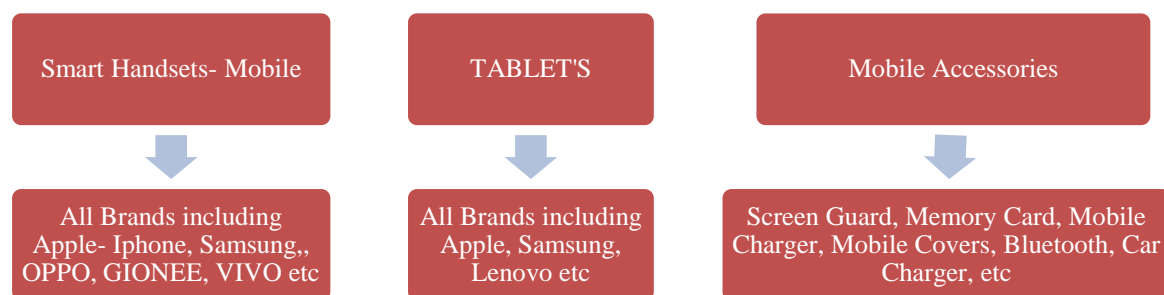 Smart Handsets- Mobile
TABLET'S
Mobile Accessories
All Brands including
Apple- Iphone, Samsung,,
OPPO, GIONEE, VIVO etc
All Brands including
Apple, Samsung,
Lenovo etc
Screen Guard, Memory Card, Mobile
Charger, Mobile Covers, Bluetooth, Car
Charger, etc